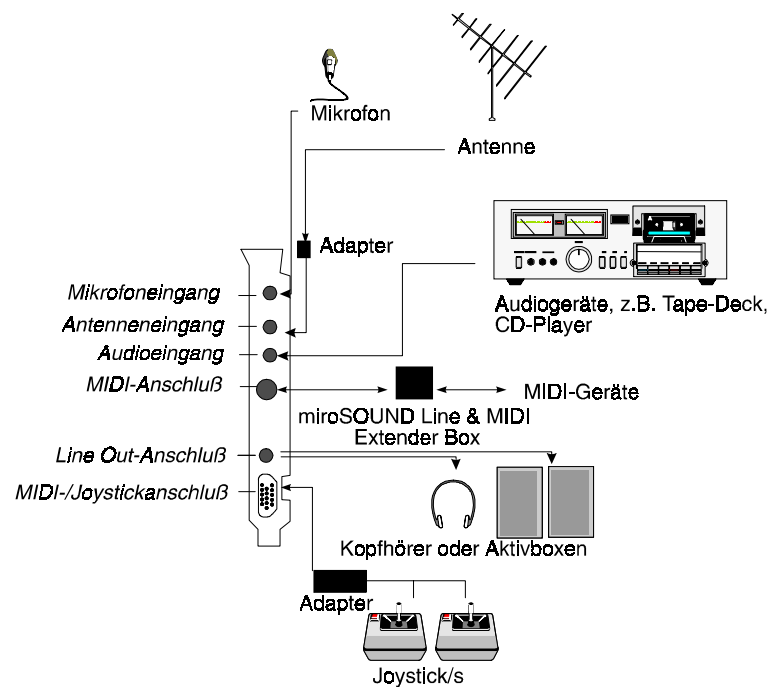 Mikrofon
Antenne
Adapter
Mikrofoneingang
Antenneneingang
Audioeingang
MIDI-Anschluß
Line Out-Anschluß
MIDI-/Joystickanschluß
Audiogeräte, z.B. Tape-Deck,
CD-Player
MIDI-Geräte
miroSOUND Line & MIDI
Extender Box
Kopfhörer oder Aktivboxen
Adapter
Joystick/s